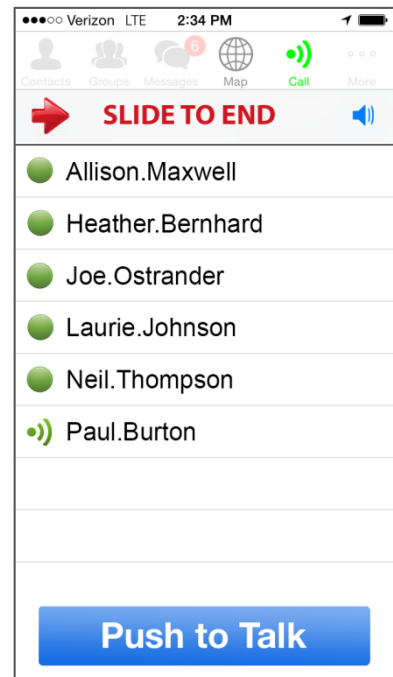 Verizon LTE 2:34 PM
6
Contacts Groups Messages Map Call More
SLIDE TO END
Allison.Maxwell
Heather.Bernhard
Joe.Ostrander
Laurie.Johnson
Neil.Thompson
Paul.Burton
Push to Talk